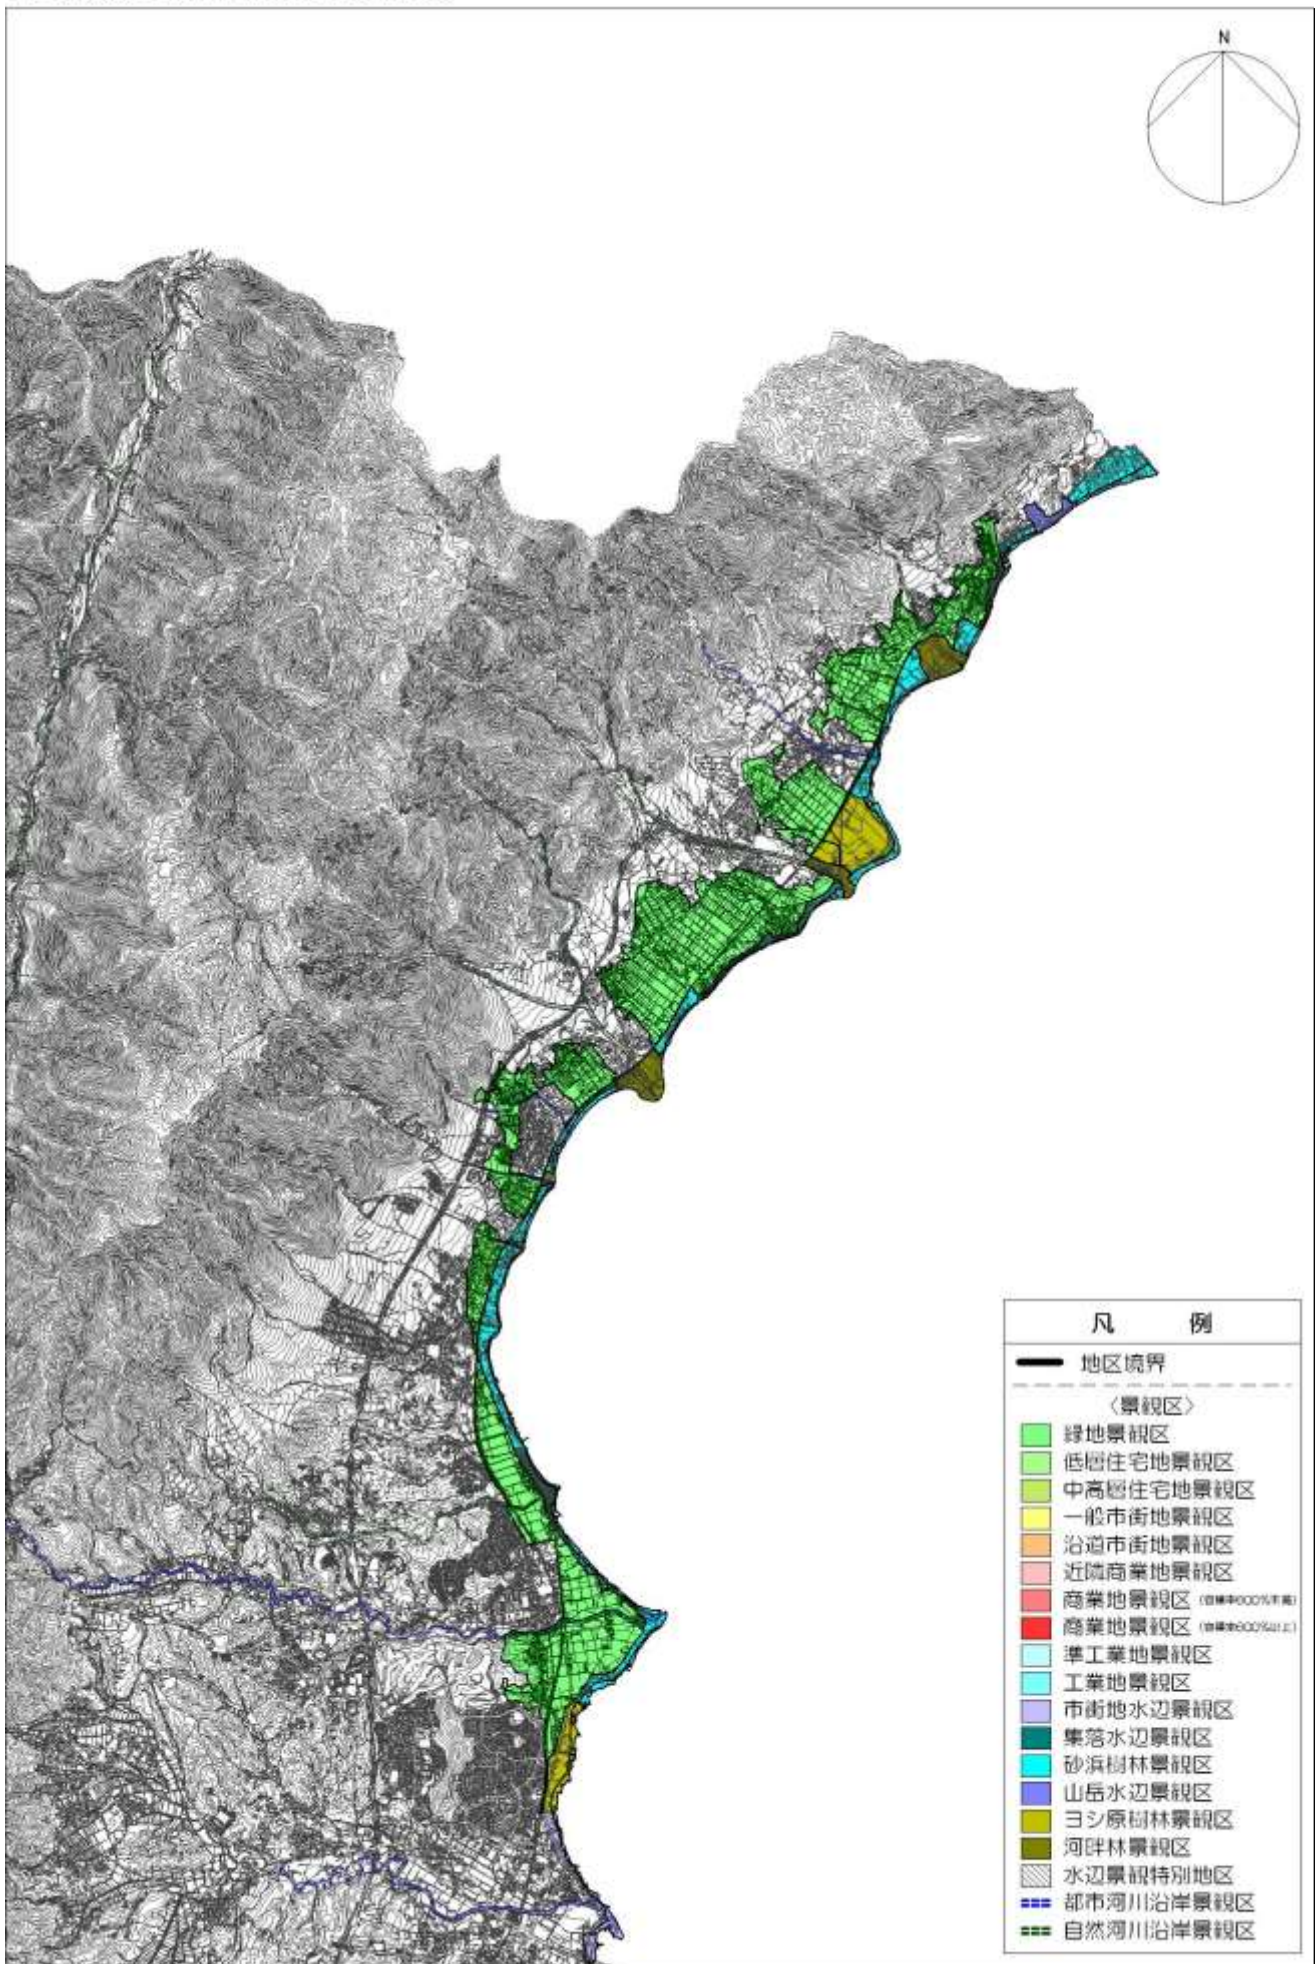 N
凡 例
地区境界
〈景観区〉
緑地景観区
低層住宅地景観区
中高層住宅地景観区
一般市街地景観区
沿道市街地景観区
近隣商業地景観区
商業地景観区
商業地景観区
準工業地景観区
工業地景観区
市街地水辺景観区
集落水辺景観区
砂浜樹林景観区
山岳水辺景観区
ヨシ原樹林景観区
河畔林景観区
水辺景観特別地区
都市河川沿岸景観区
自然河川沿岸景観区